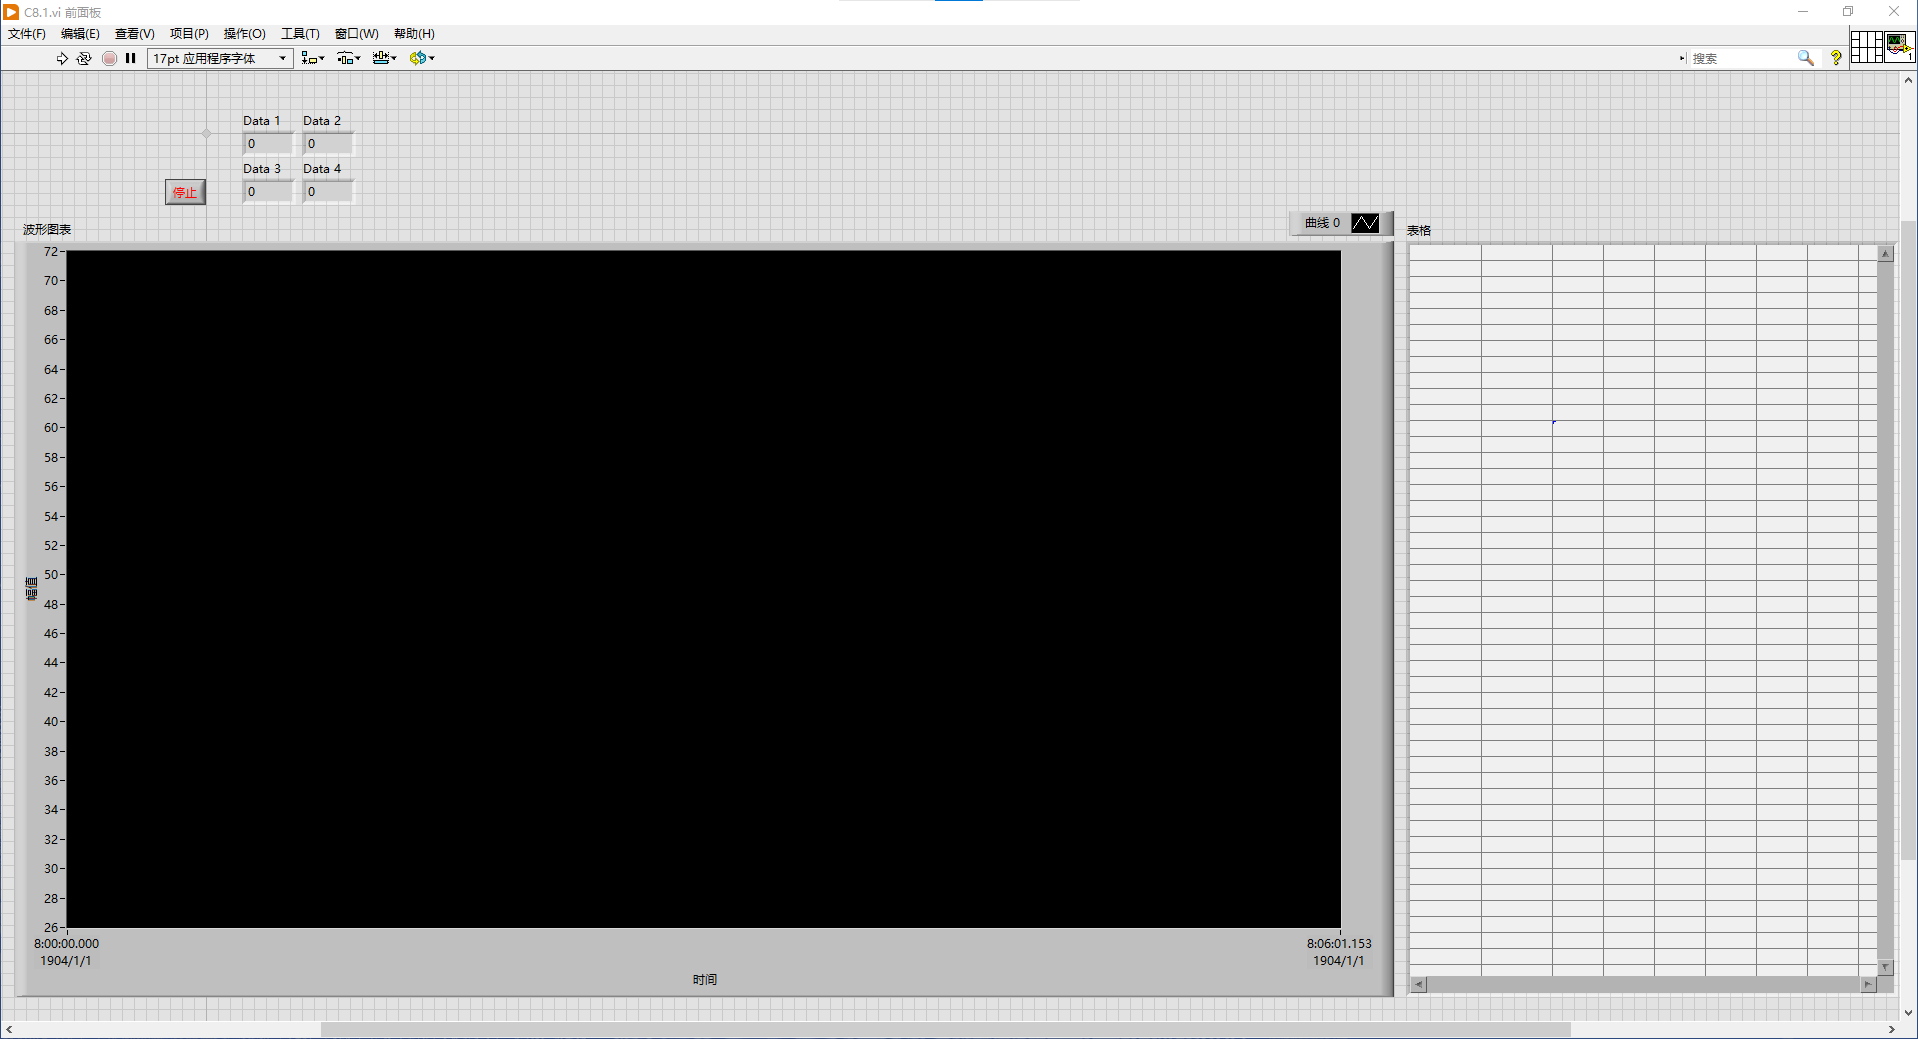 C8.1.vi 前面板
文件(F) 编辑(E) 查看(V) 项目(P) 操作(O) 工具(T) 窗口(W) 帮助(H)
17pt 应用程序字体
搜索
?
1
Data 1 Data 2
0 0
Data 3 Data 4
0 0
停止
波形图表
曲线 0
表格
72
70
68
66
64
62
60
58
56
54
52
50
48
46
44
42
40
38
36
34
32
30
28
26
幅值
8:00:00.000 8:06:01.153
1904/1/1 1904/1/1
时间